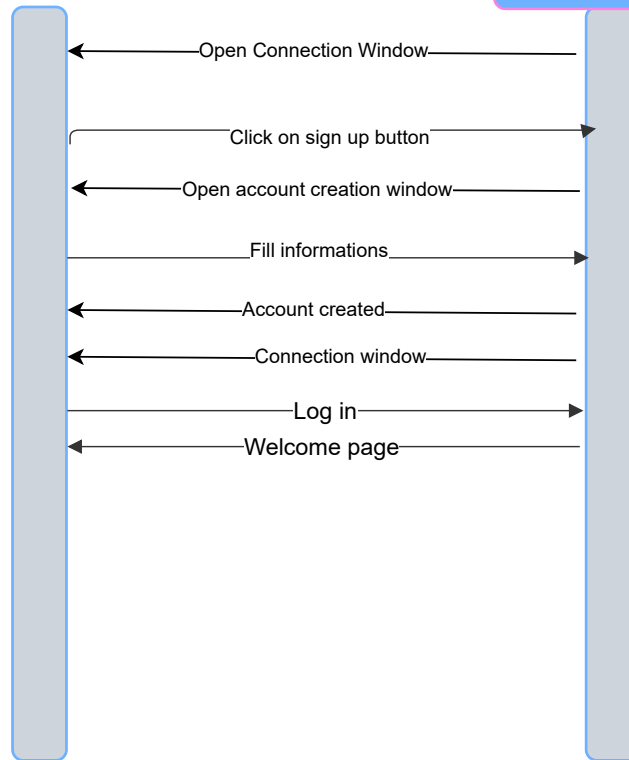 Open Connection Window
Click on sign up button
Open account creation window
Fill informations
Account created
Connection window
Log in
Welcome page